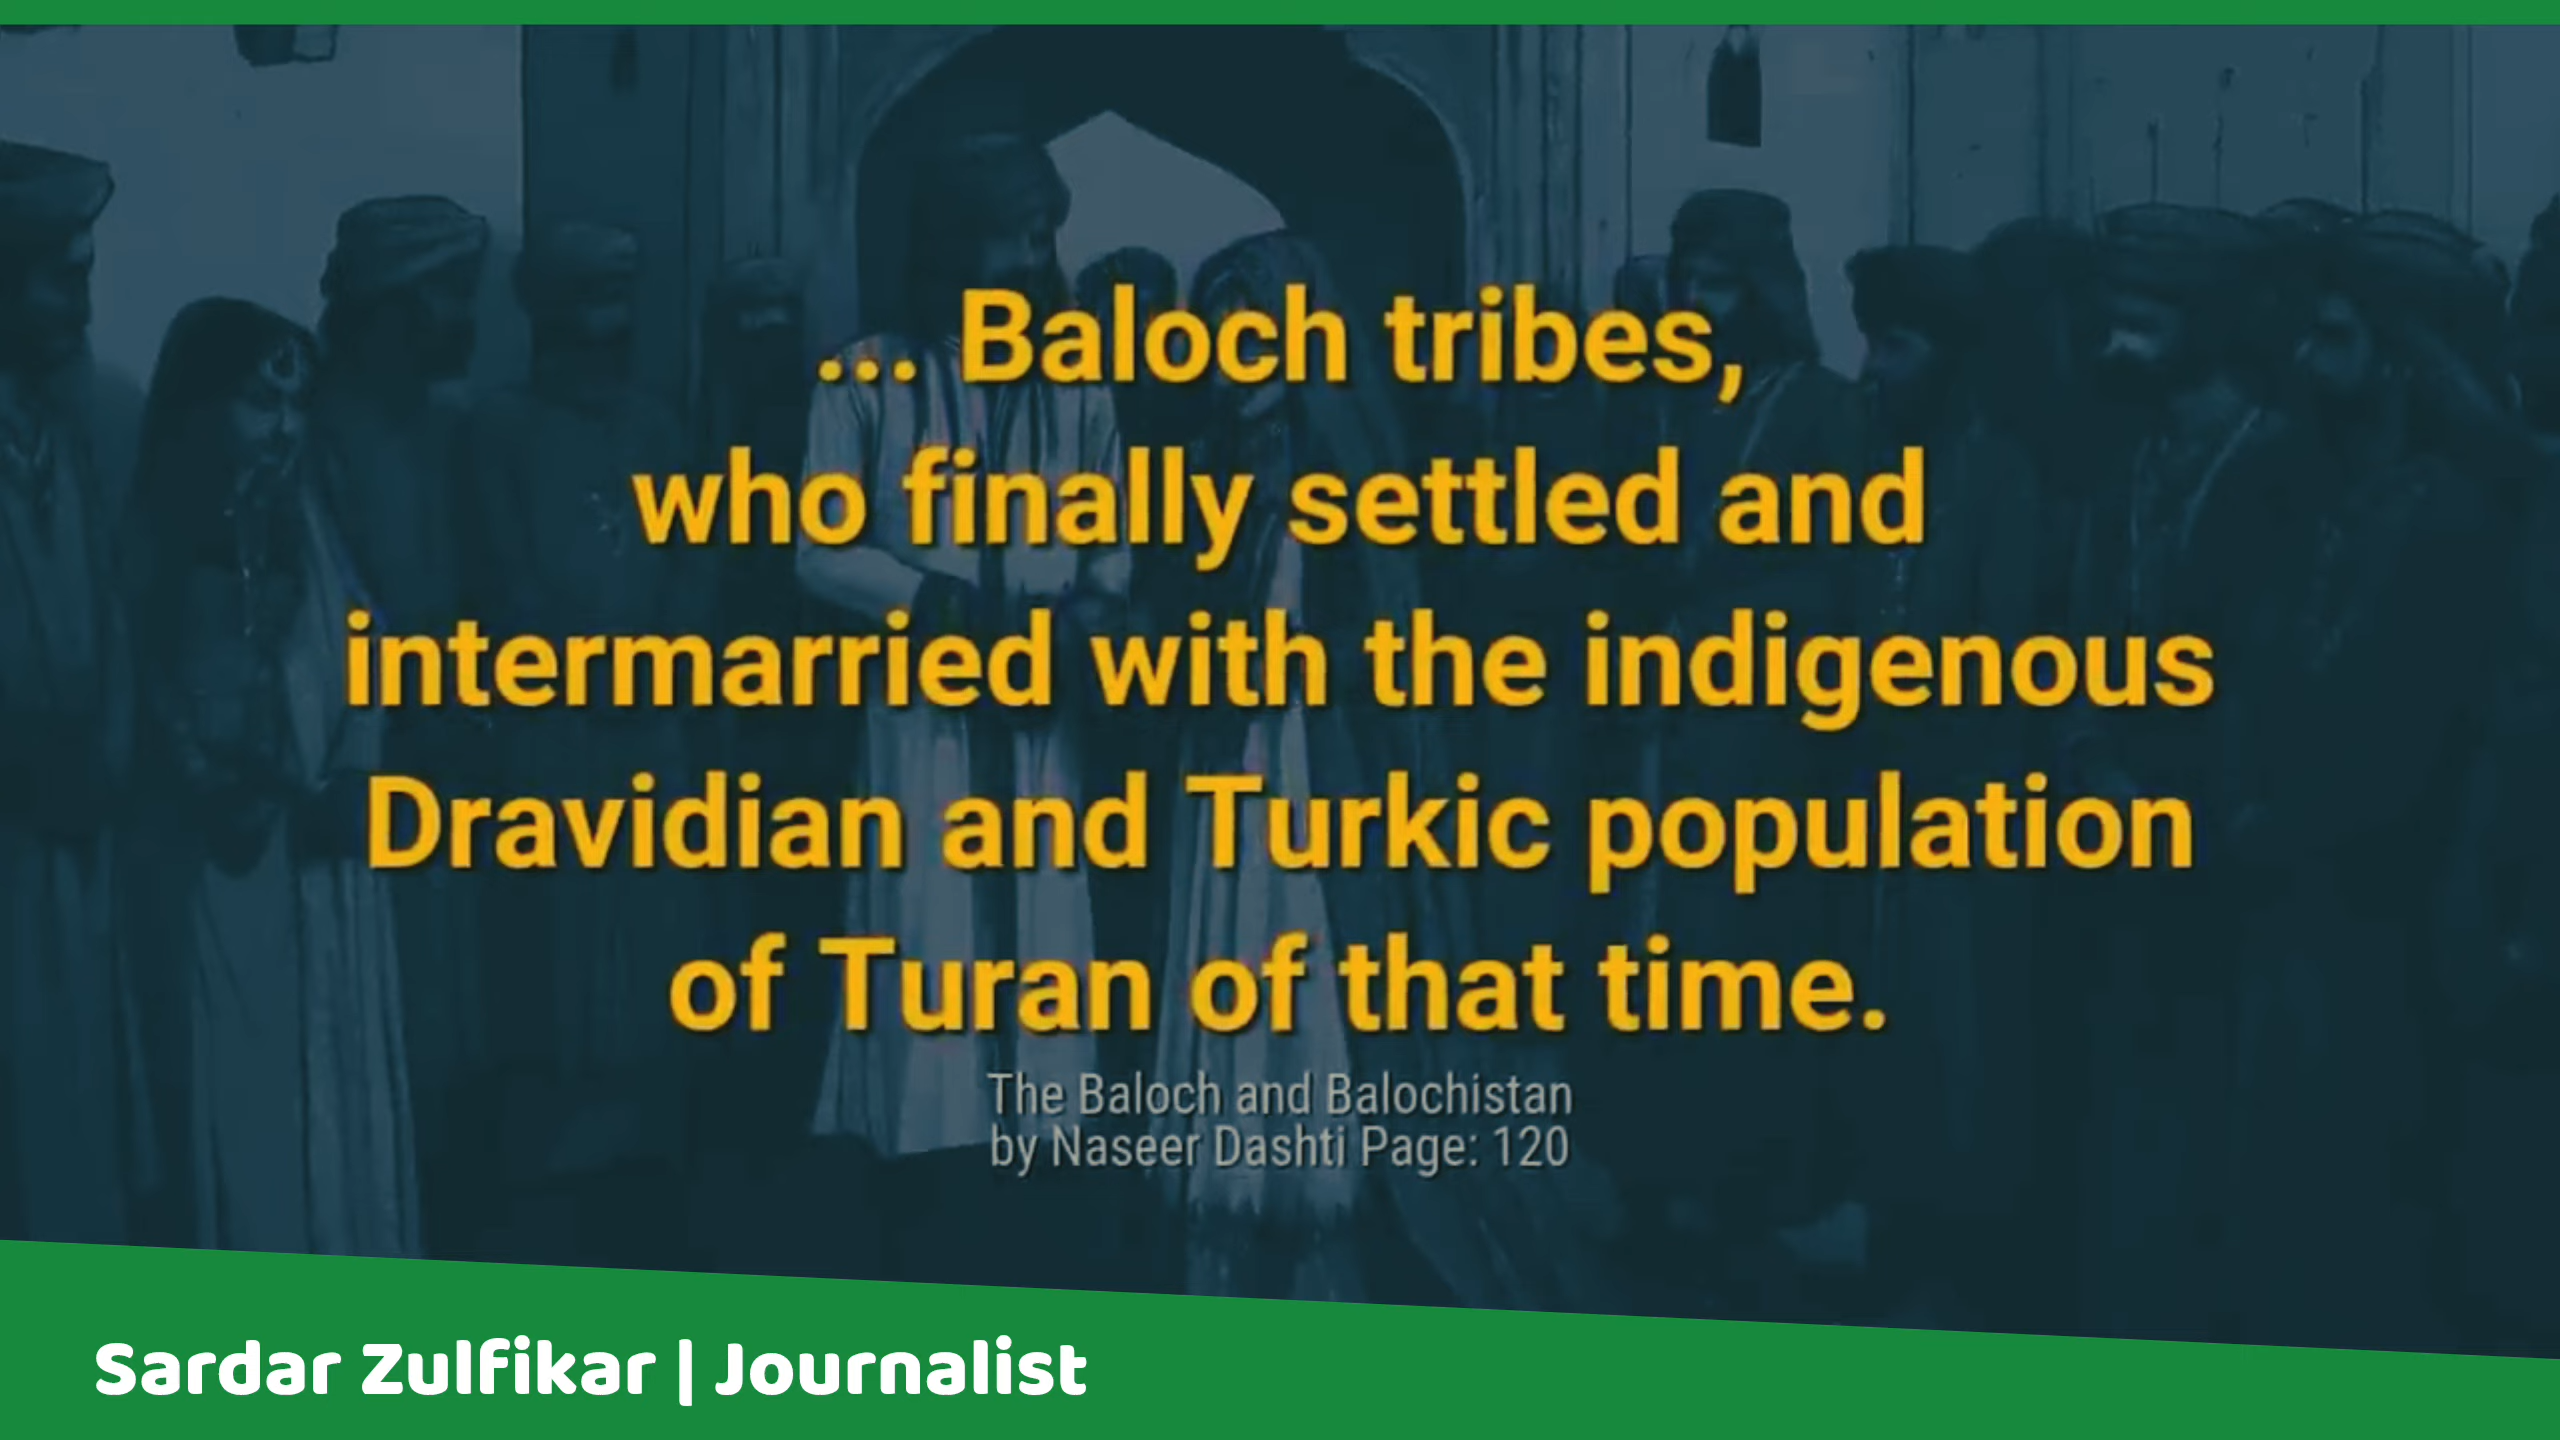 ... Baloch tribes,
who finally settled and
intermarried with the indigenous
Dravidian and Turkic population
of Turan of that time.
The Baloch and Balochistan
by Naseer Dashti Page: 120
Sardar Zulfikar | Journalist